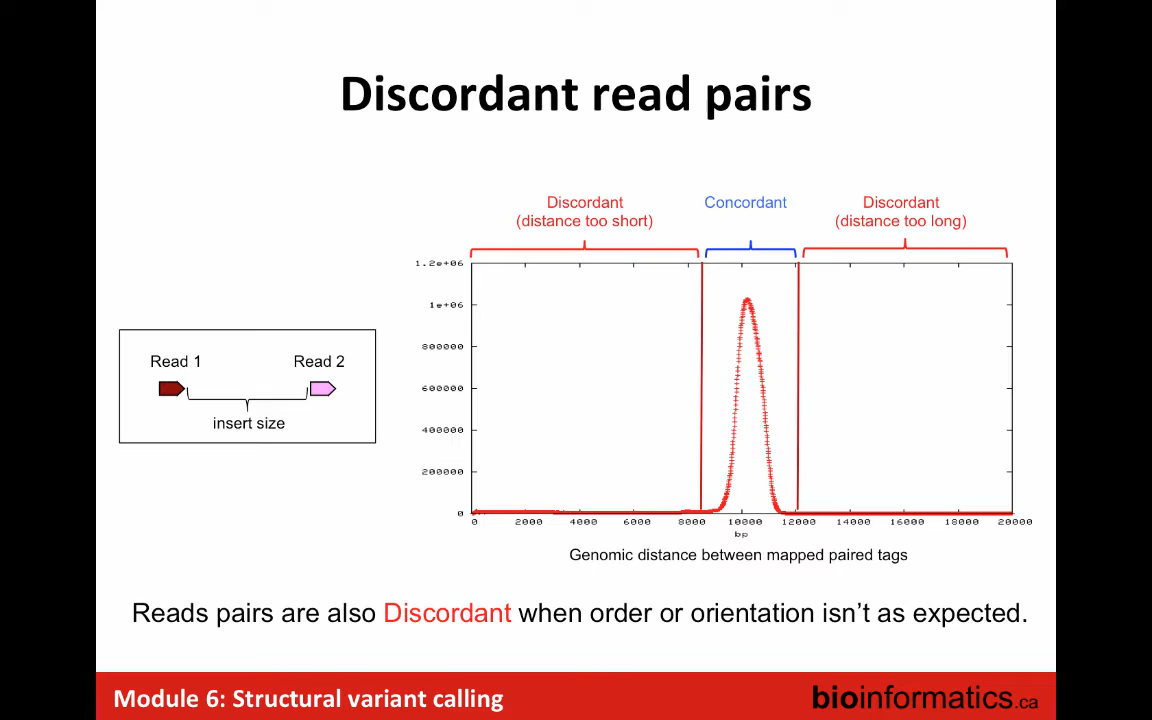 Discordant read pairs
Discordant
(distance too short)
Concordant
Discordant
(distance too long)
1.2e+06
1e+06
800000
600000
400000
200000
0
0 2000 4000 6000 8000 10000 12000 14000 16000 18000 20000
bp
Genomic distance between mapped paired tags
Read 1 Read 2
insert size
Reads pairs are also Discordant when order or orientation isn’t as expected.
Module 6: Structural variant calling
bioinformatics.ca